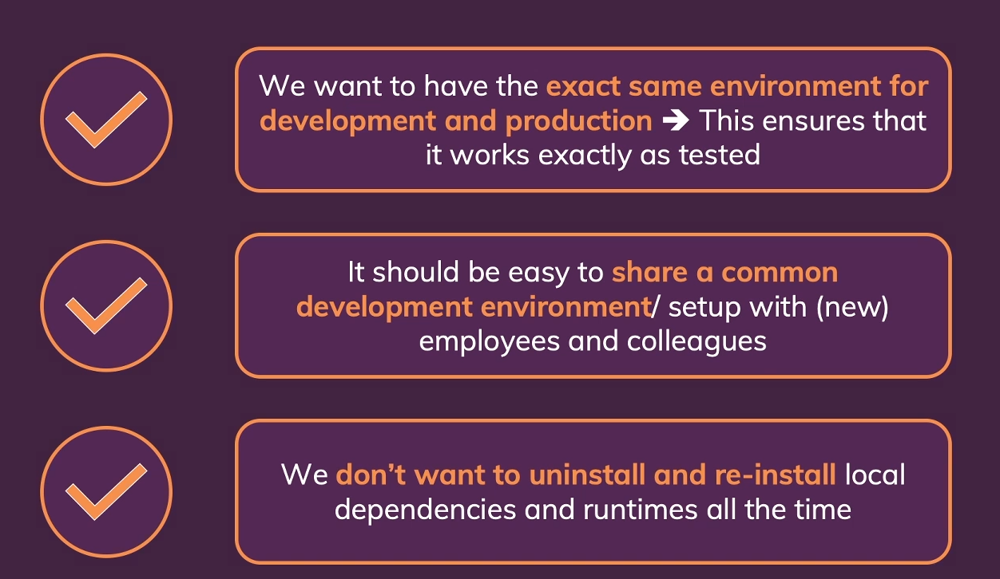 We want to have the exact same environment for
development and production ➔ This ensures that
it works exactly as tested
It should be easy to share a common
development environment/ setup with (new)
employees and colleagues
We don’t want to uninstall and re-install local
dependencies and runtimes all the time